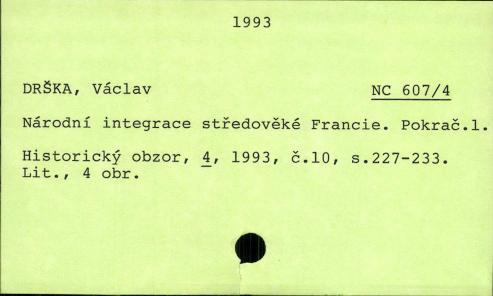 1993
DRŠKA, Václav NC 607/4
Národní integrace středověké Francie. Pokrač.1.
Historický obzor, 4, 1993, č.10, s.227-233.
Lit., 4 obr.